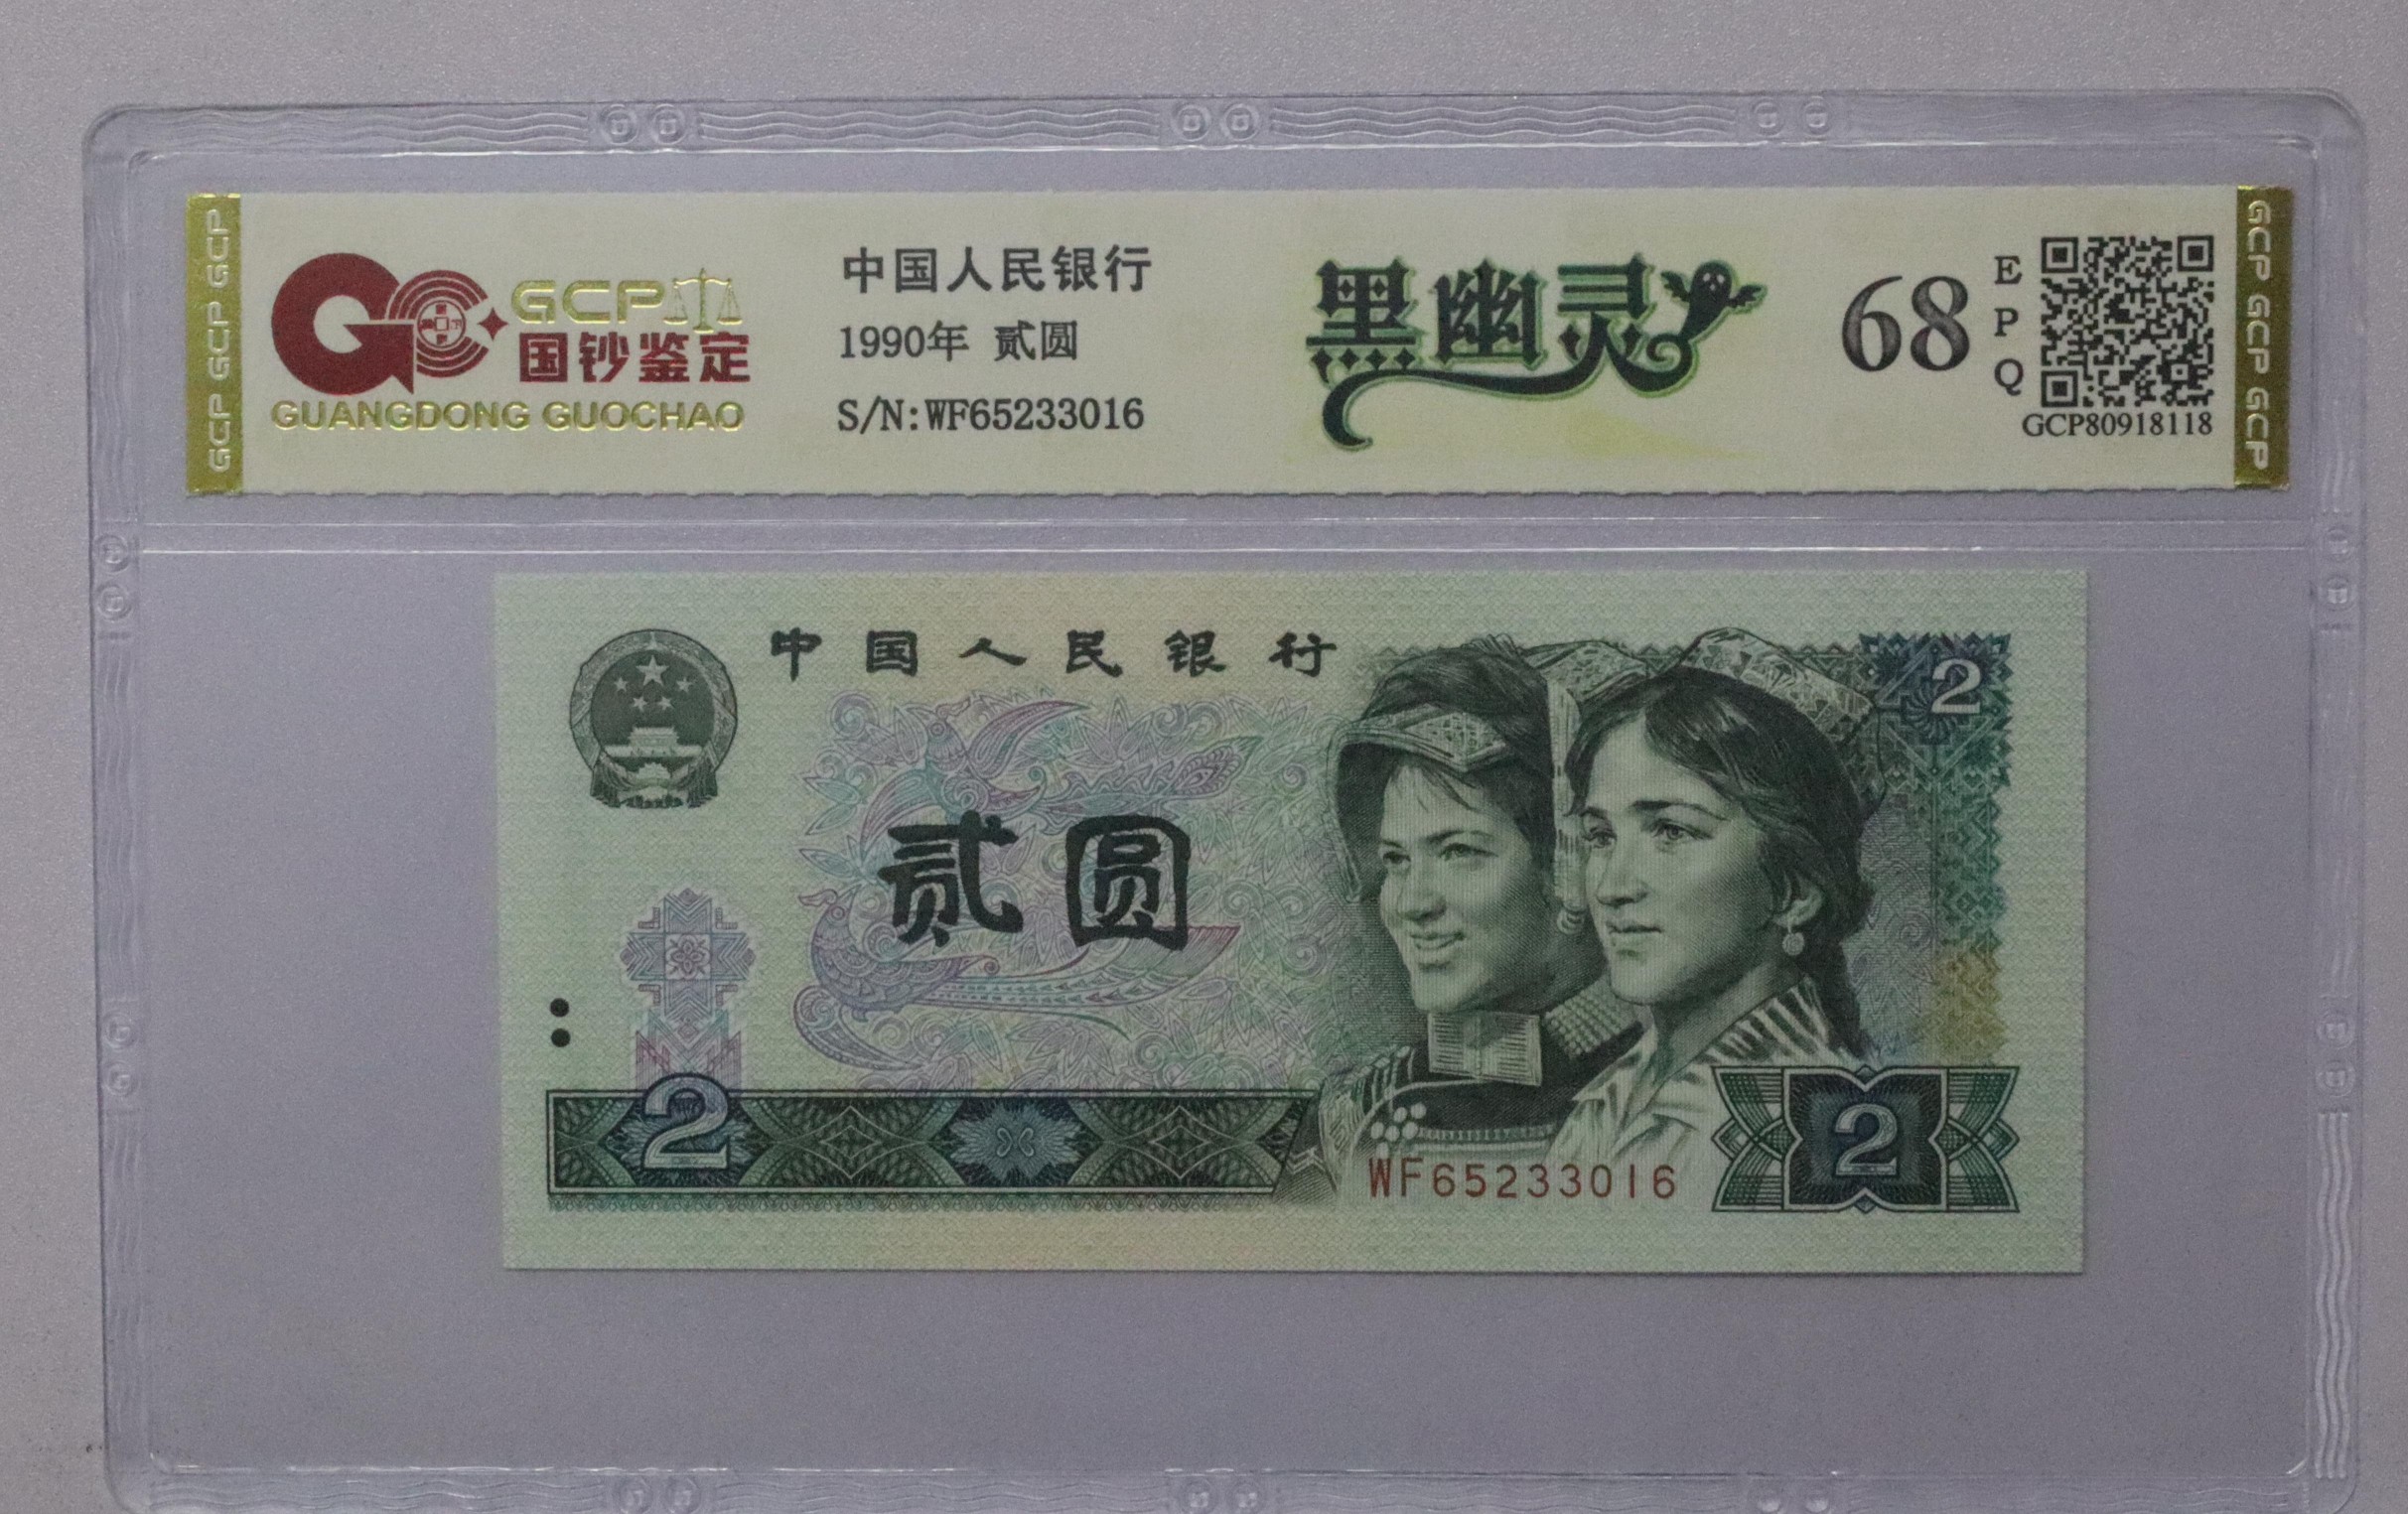 GCP GCP GCP
GCP
国钞鉴定
GUANGDONG GUOCHAO
中国人民银行
1990年 贰圆
S/N:WF65233016
黑幽灵
68
E
P
Q
GCP80918118
GCP GCP GCP
中国人民银行
2
贰圆
2
WF65233016
2